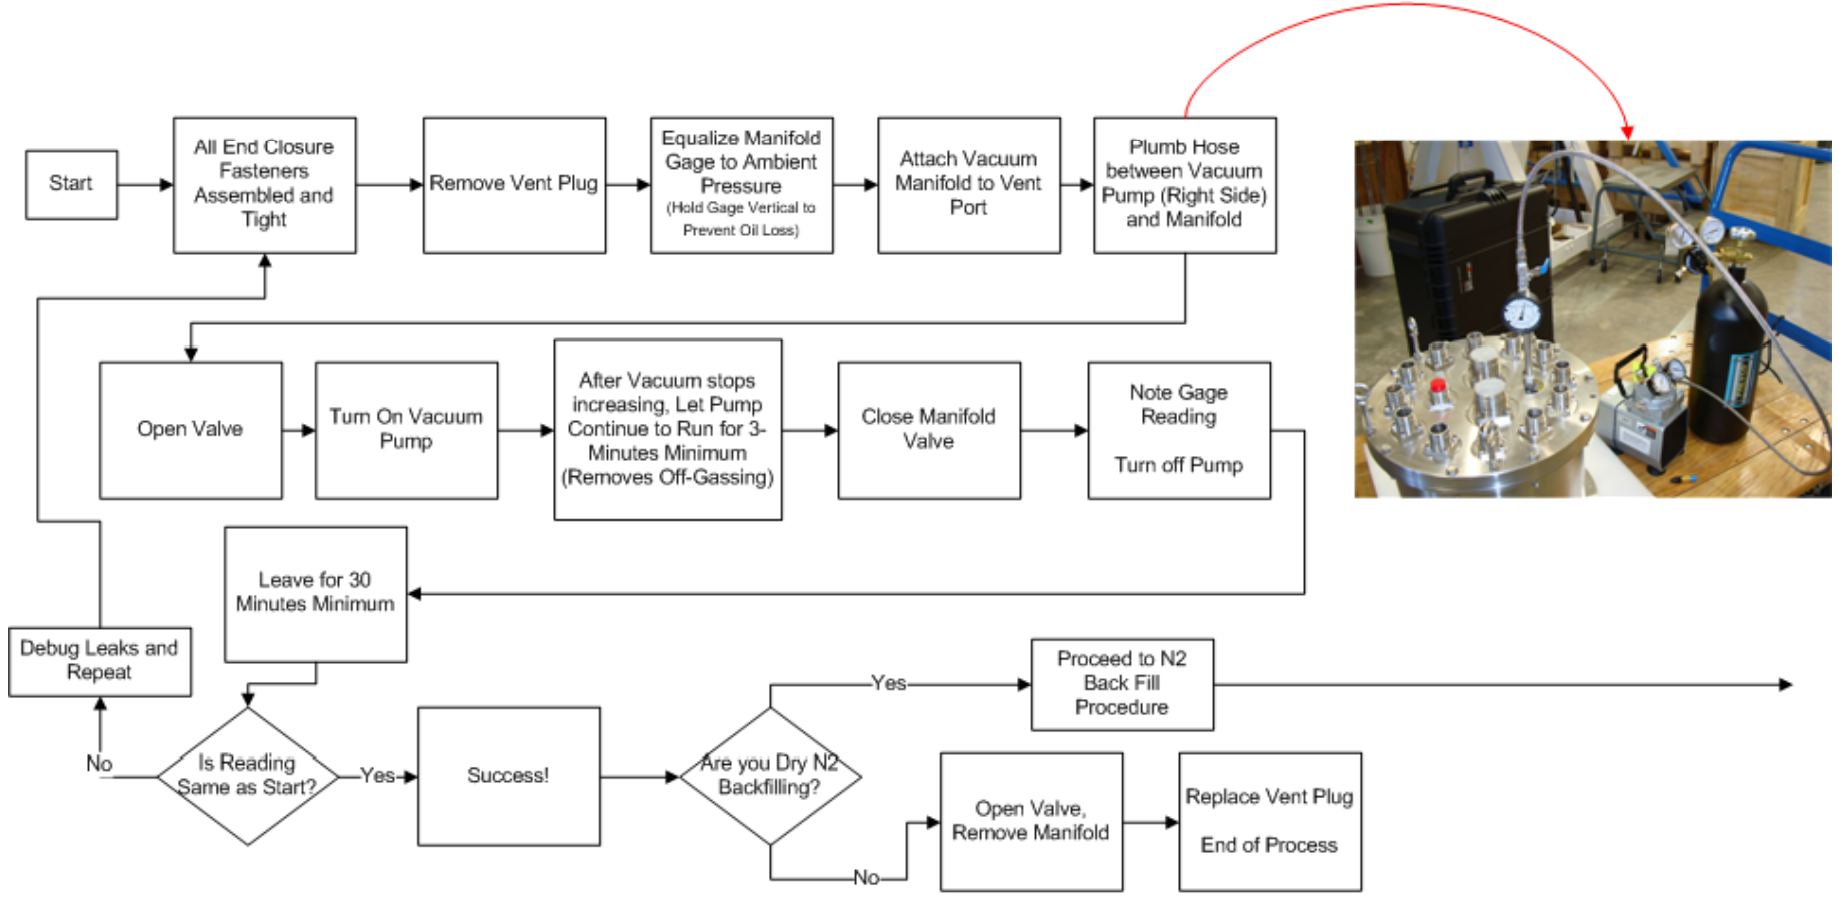 Start
All End Closure
Fasteners
Assembled and
Tight
Remove Vent Plug
Equalize Manifold
Gage to Ambient
Pressure
(Hold Gage Vertical to
Prevent Oil Loss)
Attach Vacuum
Manifold to Vent
Port
Plumb Hose
between Vacuum
Pump (Right Side)
and Manifold
Open Valve
Turn On Vacuum
Pump
After Vacuum stops
increasing, Let Pump
Continue to Run for 3-
Minutes Minimum
(Removes Off-Gassing)
Close Manifold
Valve
Note Gage
Reading
Turn off Pump
Leave for 30
Minutes Minimum
Debug Leaks and
Repeat
No
Is Reading
Same as Start?
Yes
Success!
Are you Dry N2
Backfilling?
Yes
Proceed to N2
Back Fill
Procedure
No
Open Valve,
Remove Manifold
Replace Vent Plug
End of Process